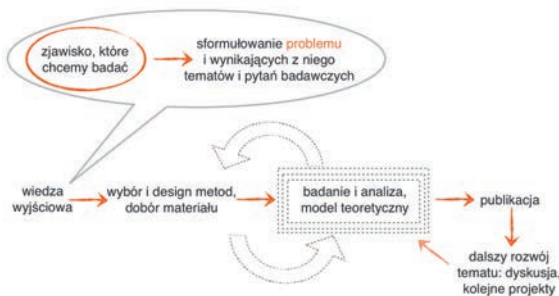 zjawisko, które
chcemy badać
sformułowanie problemu
i wynikających z niego
tematów i pytań badawczych
wiedza
wyjściowa
wybór i design metod,
dobór materiału
badanie i analiza,
model teoretyczny
publikacja
dalszy rozwój
tematu: dyskusja,
kolejne projekty